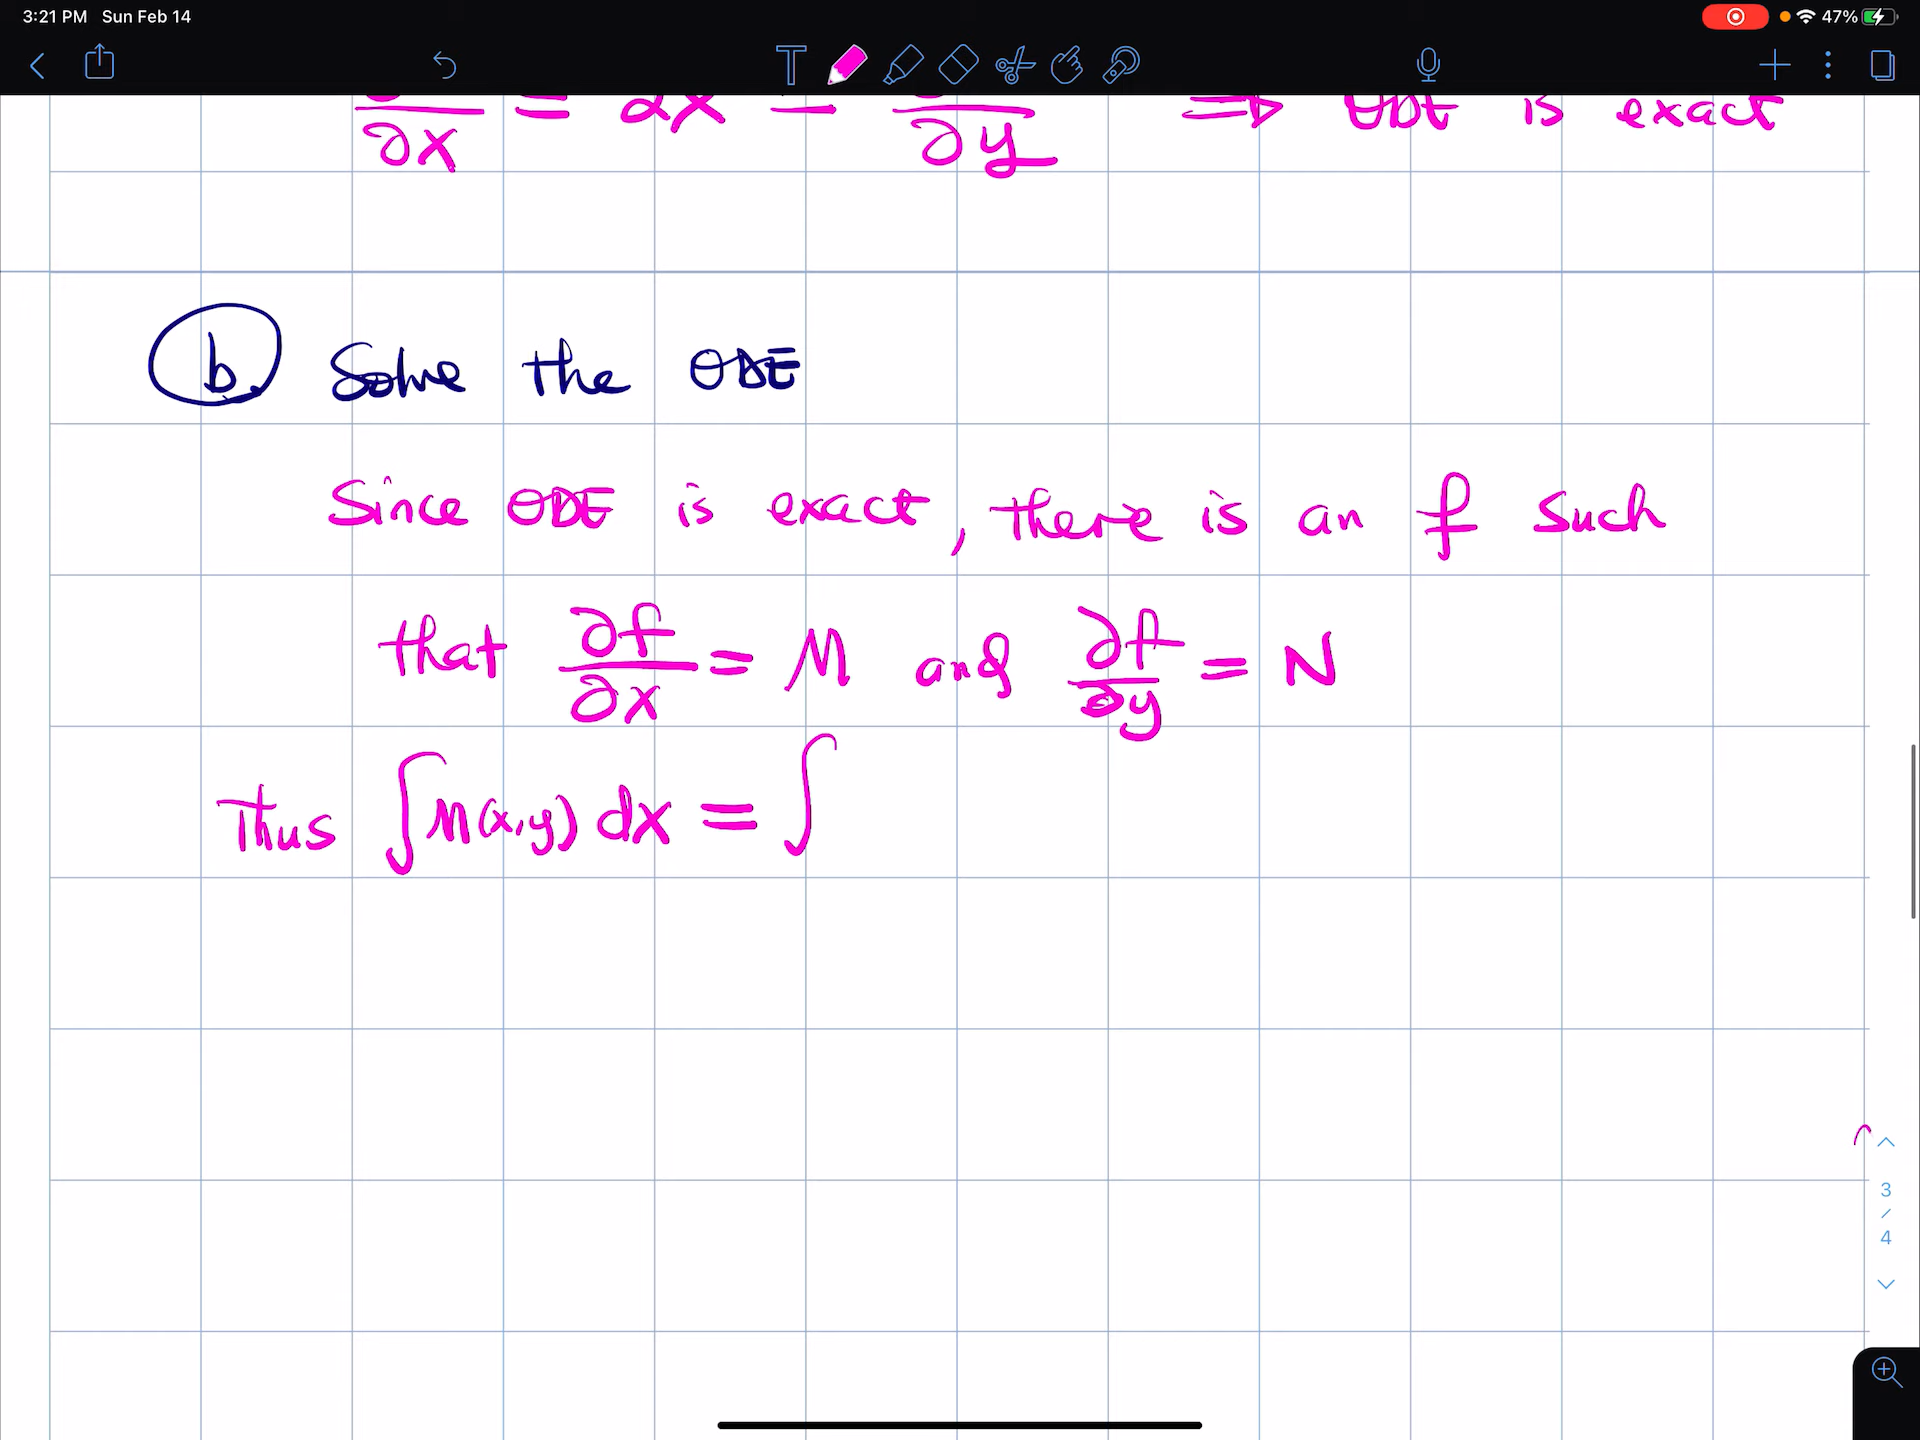 3:21 PM Sun Feb 14
47%
∂x = 2x = ∂y ⇒ ODE is exact
b. Solve the ODE
Since ODE is exact, there is an f such
that ∂f/∂x = M and ∂f/∂y = N
Thus ∫M(x,y) dx = ∫
3
/
4